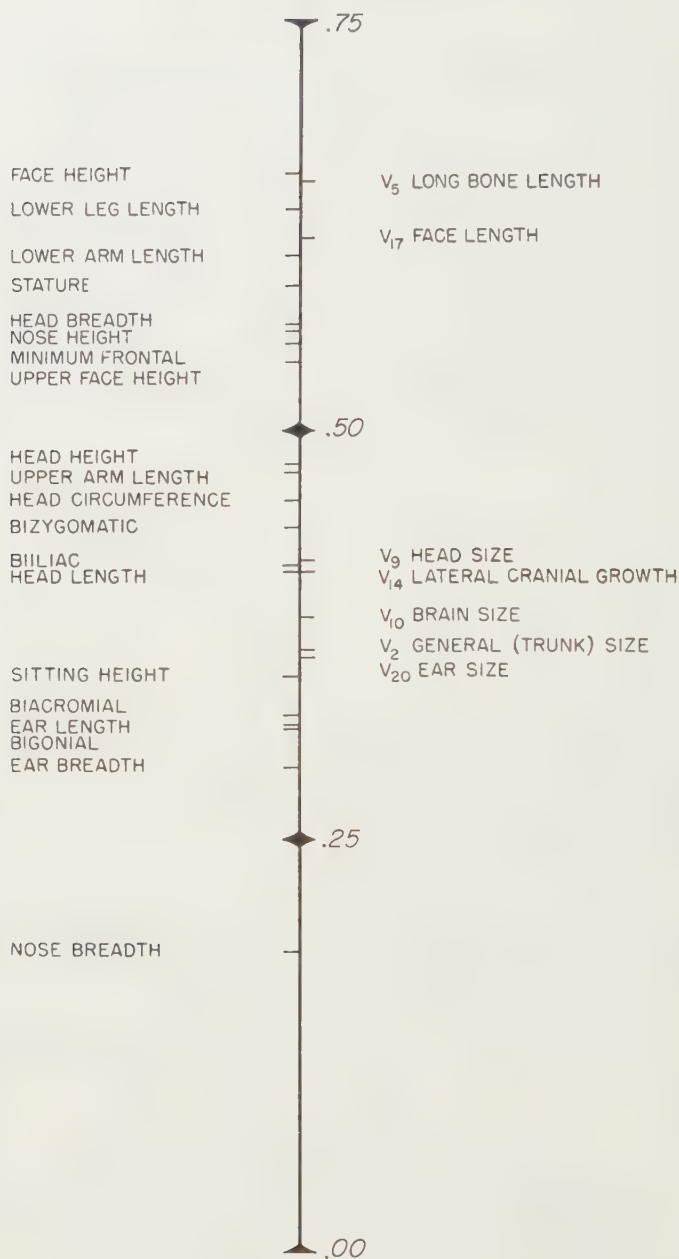 .75
FACE HEIGHT
V5 LONG BONE LENGTH
LOWER LEG LENGTH
V17 FACE LENGTH
LOWER ARM LENGTH
STATURE
HEAD BREADTH
NOSE HEIGHT
MINIMUM FRONTAL
UPPER FACE HEIGHT
.50
HEAD HEIGHT
UPPER ARM LENGTH
HEAD CIRCUMFERENCE
BIZYGOMATIC
BIILIAC
V9 HEAD SIZE
HEAD LENGTH
V14 LATERAL CRANIAL GROWTH
V10 BRAIN SIZE
V2 GENERAL (TRUNK) SIZE
SITTING HEIGHT
V20 EAR SIZE
BIACROMIAL
EAR LENGTH
BIGONIAL
EAR BREADTH
.25
NOSE BREADTH
.00